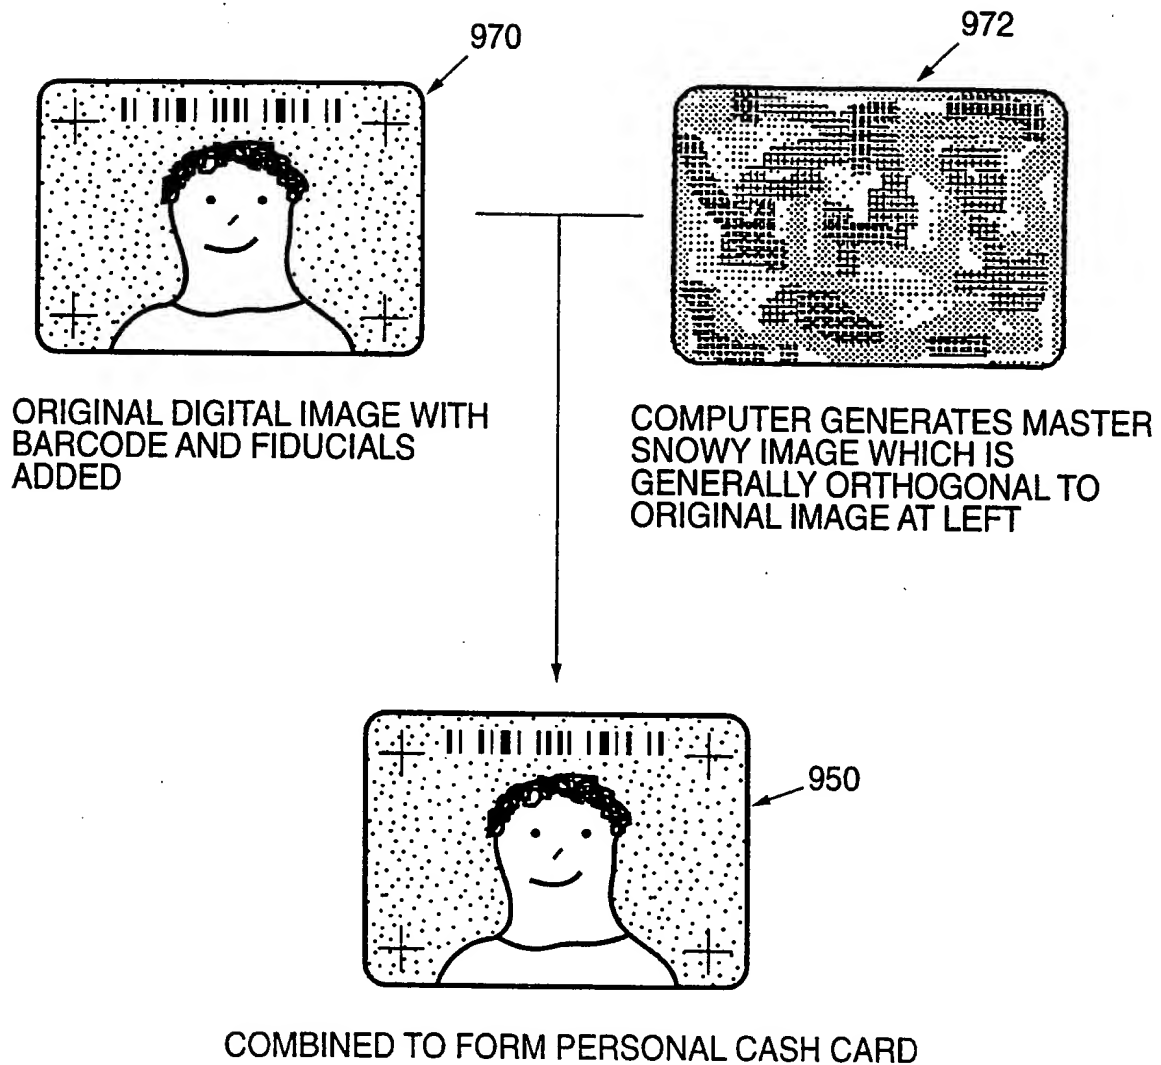 970
972
ORIGINAL DIGITAL IMAGE WITH
BARCODE AND FIDUCIALS
ADDED
COMPUTER GENERATES MASTER
SNOWY IMAGE WHICH IS
GENERALLY ORTHOGONAL TO
ORIGINAL IMAGE AT LEFT
950
COMBINED TO FORM PERSONAL CASH CARD